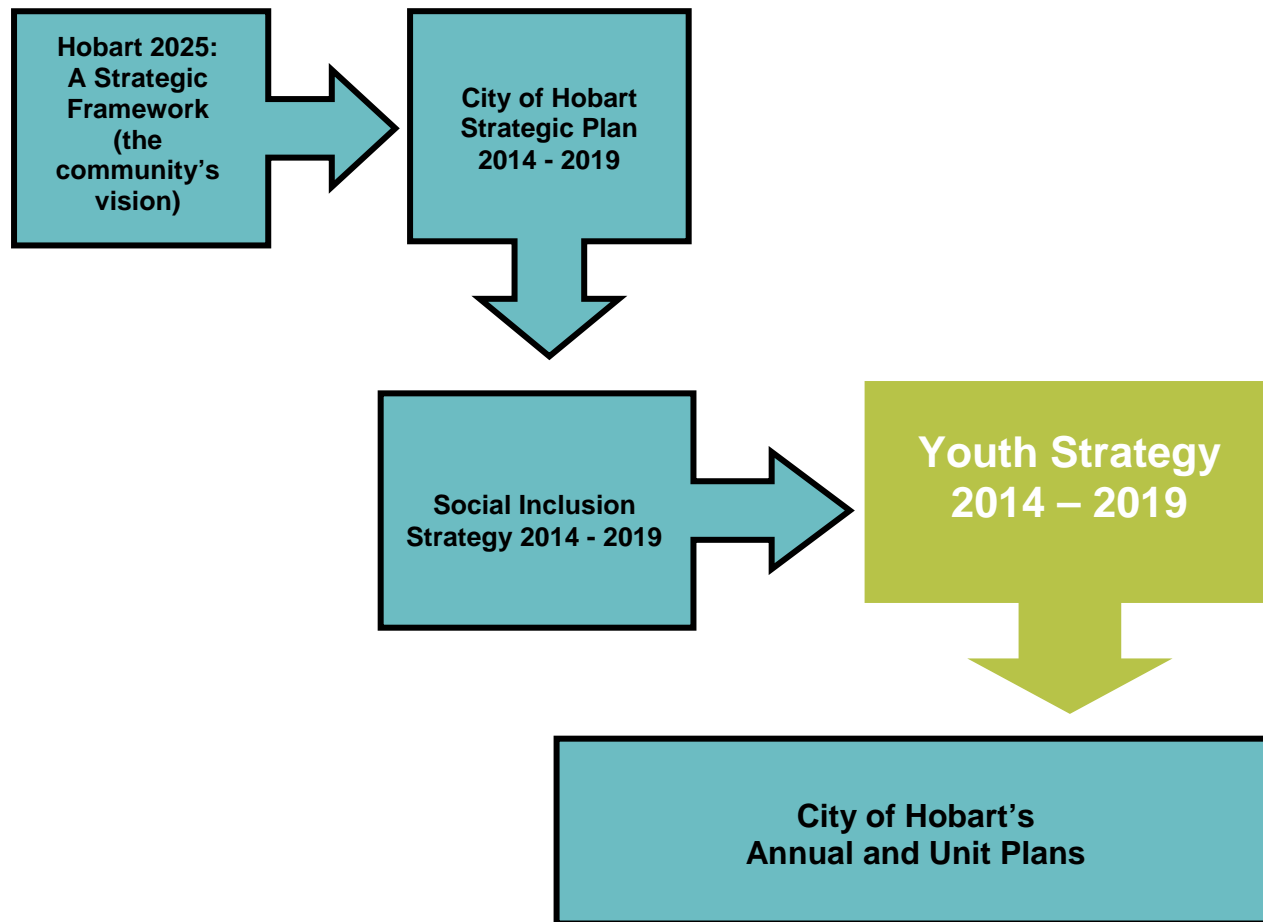 Hobart 2025:
A Strategic
Framework
(the
community’s
vision)
City of Hobart
Strategic Plan
2014 - 2019
Social Inclusion
Strategy 2014 - 2019
Youth Strategy
2014 – 2019
City of Hobart’s
Annual and Unit Plans